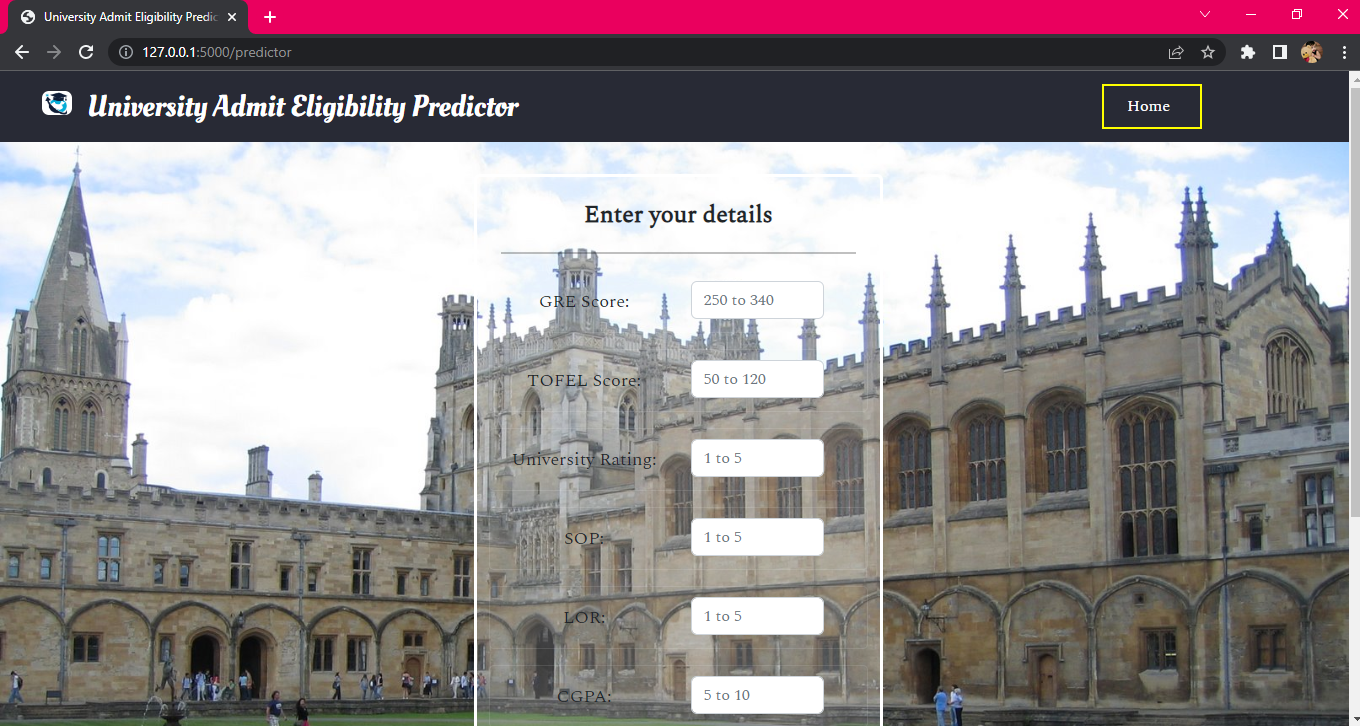 University Admit Eligibility Predic
127.0.0.1:5000/predictor
University Admit Eligibility Predictor
Home
Enter your details
GRE Score: 250 to 340
TOFEL Score: 50 to 120
University Rating: 1 to 5
SOP: 1 to 5
LOR: 1 to 5
CGPA: 5 to 10